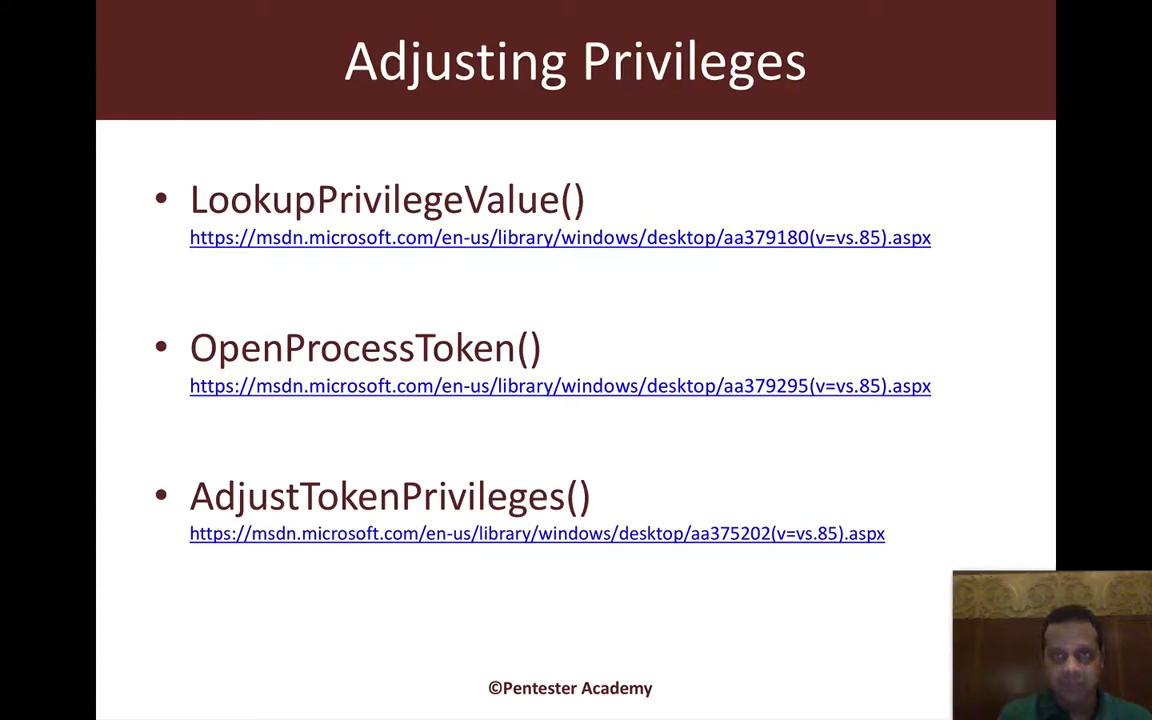 Adjusting Privileges
• LookupPrivilegeValue()
https://msdn.microsoft.com/en-us/library/windows/desktop/aa379180(v=vs.85).aspx
• OpenProcessToken()
https://msdn.microsoft.com/en-us/library/windows/desktop/aa379295(v=vs.85).aspx
• AdjustTokenPrivileges()
https://msdn.microsoft.com/en-us/library/windows/desktop/aa375202(v=vs.85).aspx
©Pentester Academy